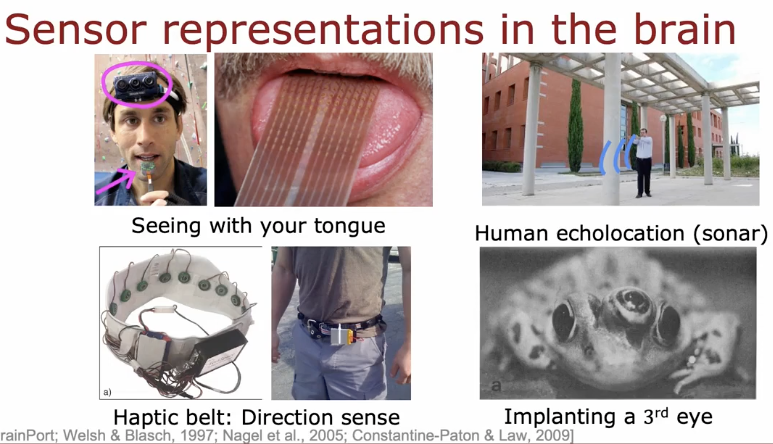 Sensor representations in the brain
Seeing with your tongue
Human echolocation (sonar)
a)
a
Haptic belt: Direction sense
Implanting a 3rd eye
rainPort; Welsh & Blasch, 1997; Nagel et al., 2005; Constantine-Paton & Law, 2009]